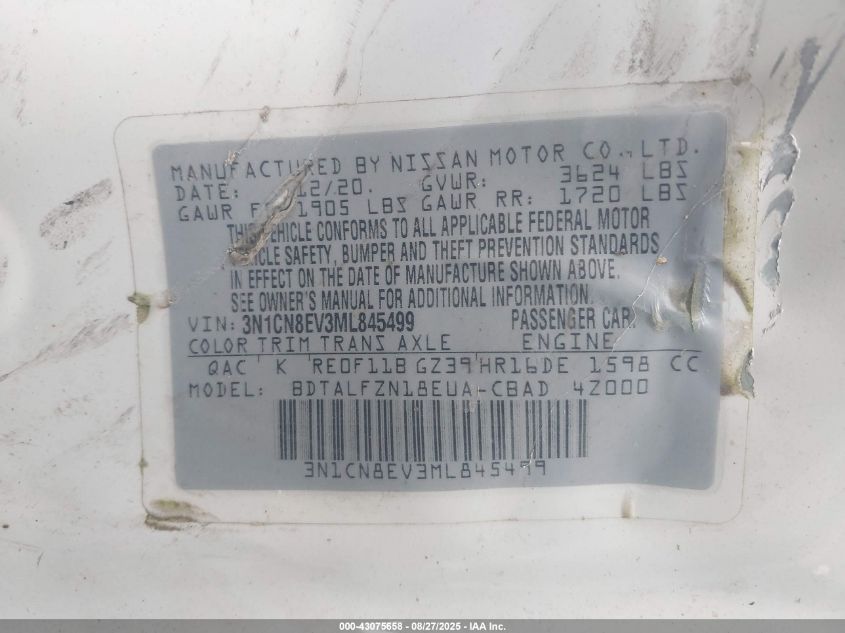 MANUFACTURED BY NISSAN MOTOR CO., LTD.
DATE: 12/20. GVWR: 3624 LBS
GAWR F 1905 LBS GAWR RR: 1720 LBS
THIS VEHICLE CONFORMS TO ALL APPLICABLE FEDERAL MOTOR
VEHICLE SAFETY, BUMPER AND THEFT PREVENTION STANDARDS
IN EFFECT ON THE DATE OF MANUFACTURE SHOWN ABOVE.
SEE OWNER'S MANUAL FOR ADDITIONAL INFORMATION.
VIN: 3N1CN8EV3ML845499 PASSENGER CAR.
COLOR TRIM TRANS AXLE ENGINE
QAC K RE0F11B GZ39 HR16DE 1598 CC
MODEL: BDTALFZN18EUA-CBAD 4Z000
3N1CN8EV3ML845499
000-43075658 - 08/27/2025 - IAA Inc.